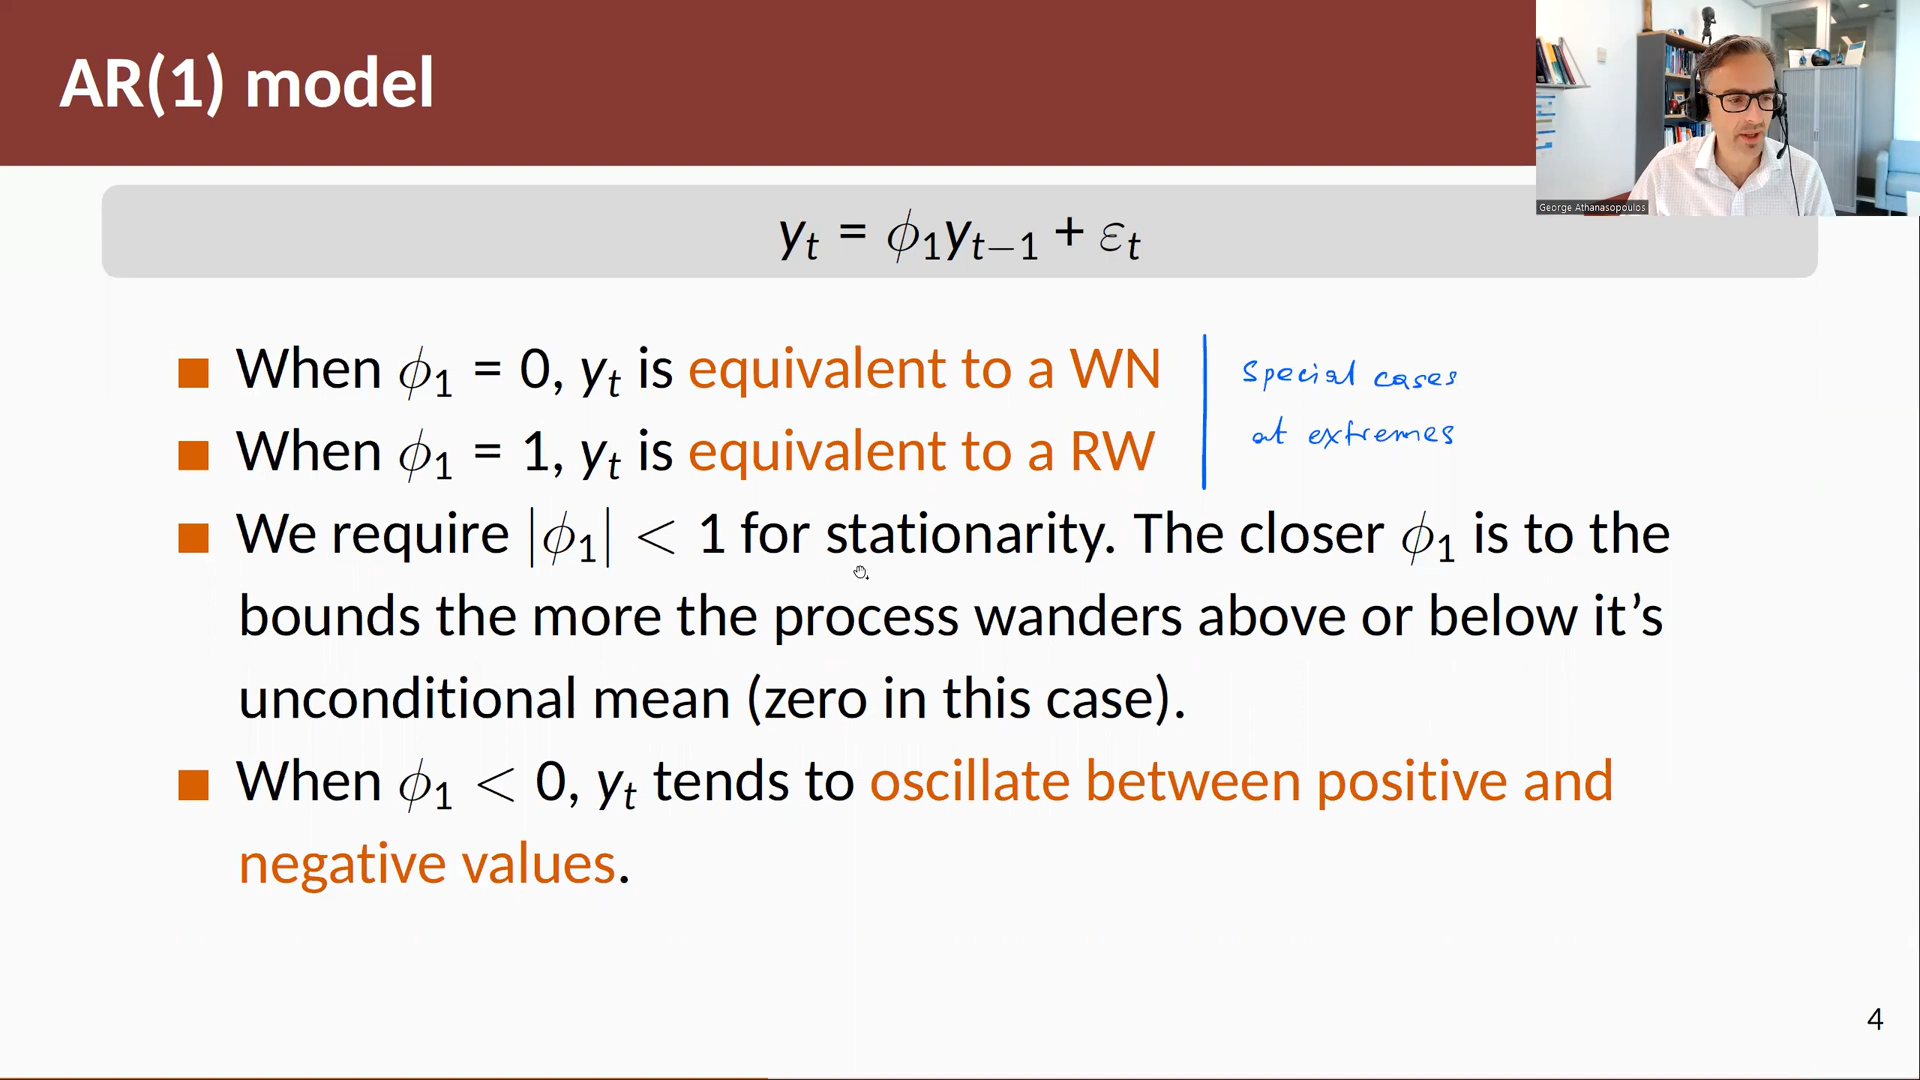 AR(1) model
George Athanasopoulos
yt = ϕ1yt−1 + εt
■ When ϕ1 = 0, yt is equivalent to a WN
■ When ϕ1 = 1, yt is equivalent to a RW
special cases
at extremes
■ We require |ϕ1| < 1 for stationarity. The closer ϕ1 is to the
bounds the more the process wanders above or below it’s
unconditional mean (zero in this case).
■ When ϕ1 < 0, yt tends to oscillate between positive and
negative values.
4